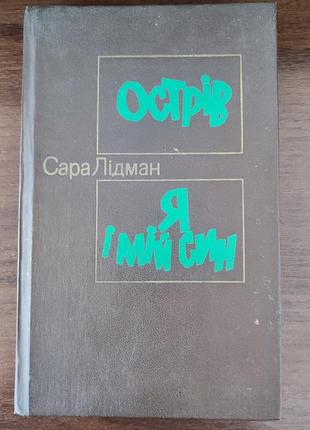 Острів
Сара Лідман
Я
і мій син